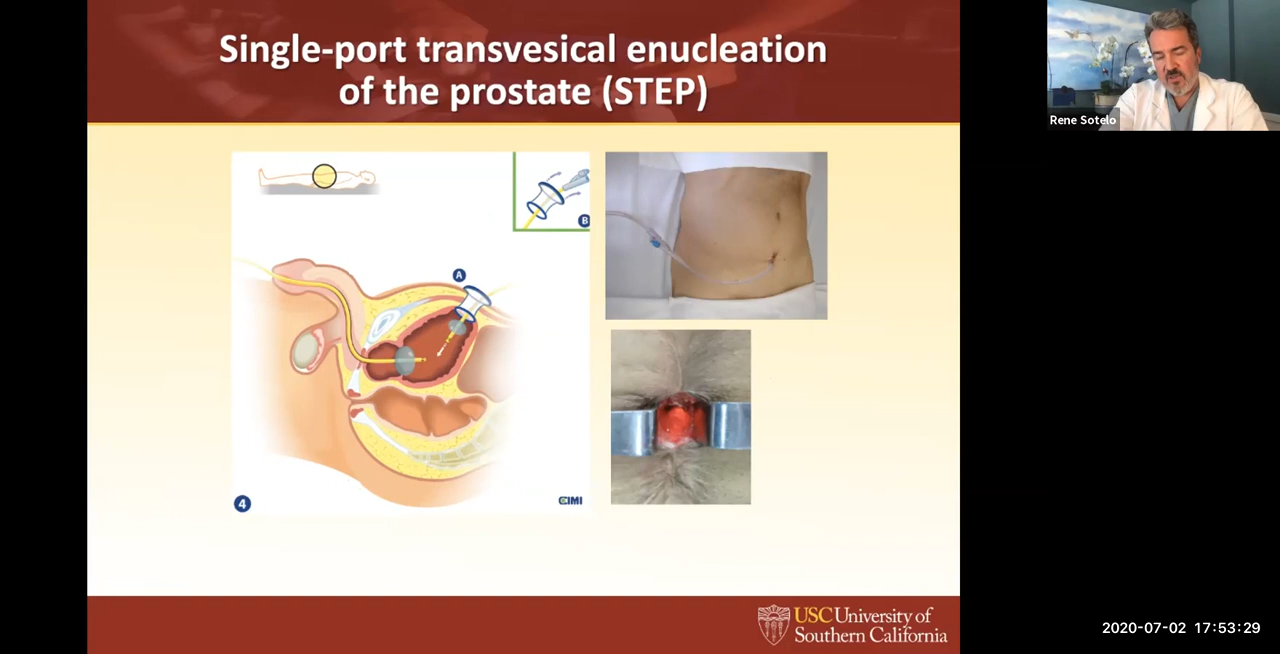 Single-port transvesical enucleation
of the prostate (STEP)
Rene Sotelo
B
A
4
CIMI
USC University of
Southern California
2020-07-02 17:53:29